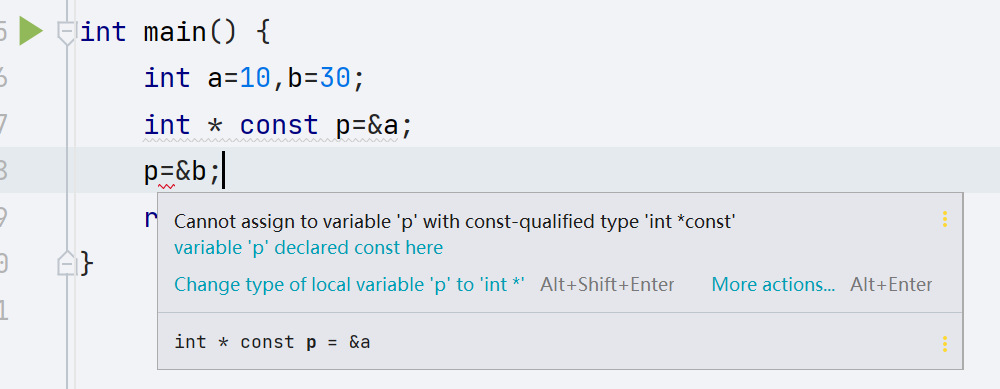 5 int main() {
6 int a=10,b=30;
7 int * const p=&a;
8 p=&b;
9 r
Cannot assign to variable 'p' with const-qualified type 'int *const'
variable 'p' declared const here
Change type of local variable 'p' to 'int *' Alt+Shift+Enter More actions... Alt+Enter
int * const p = &a
0 }
1